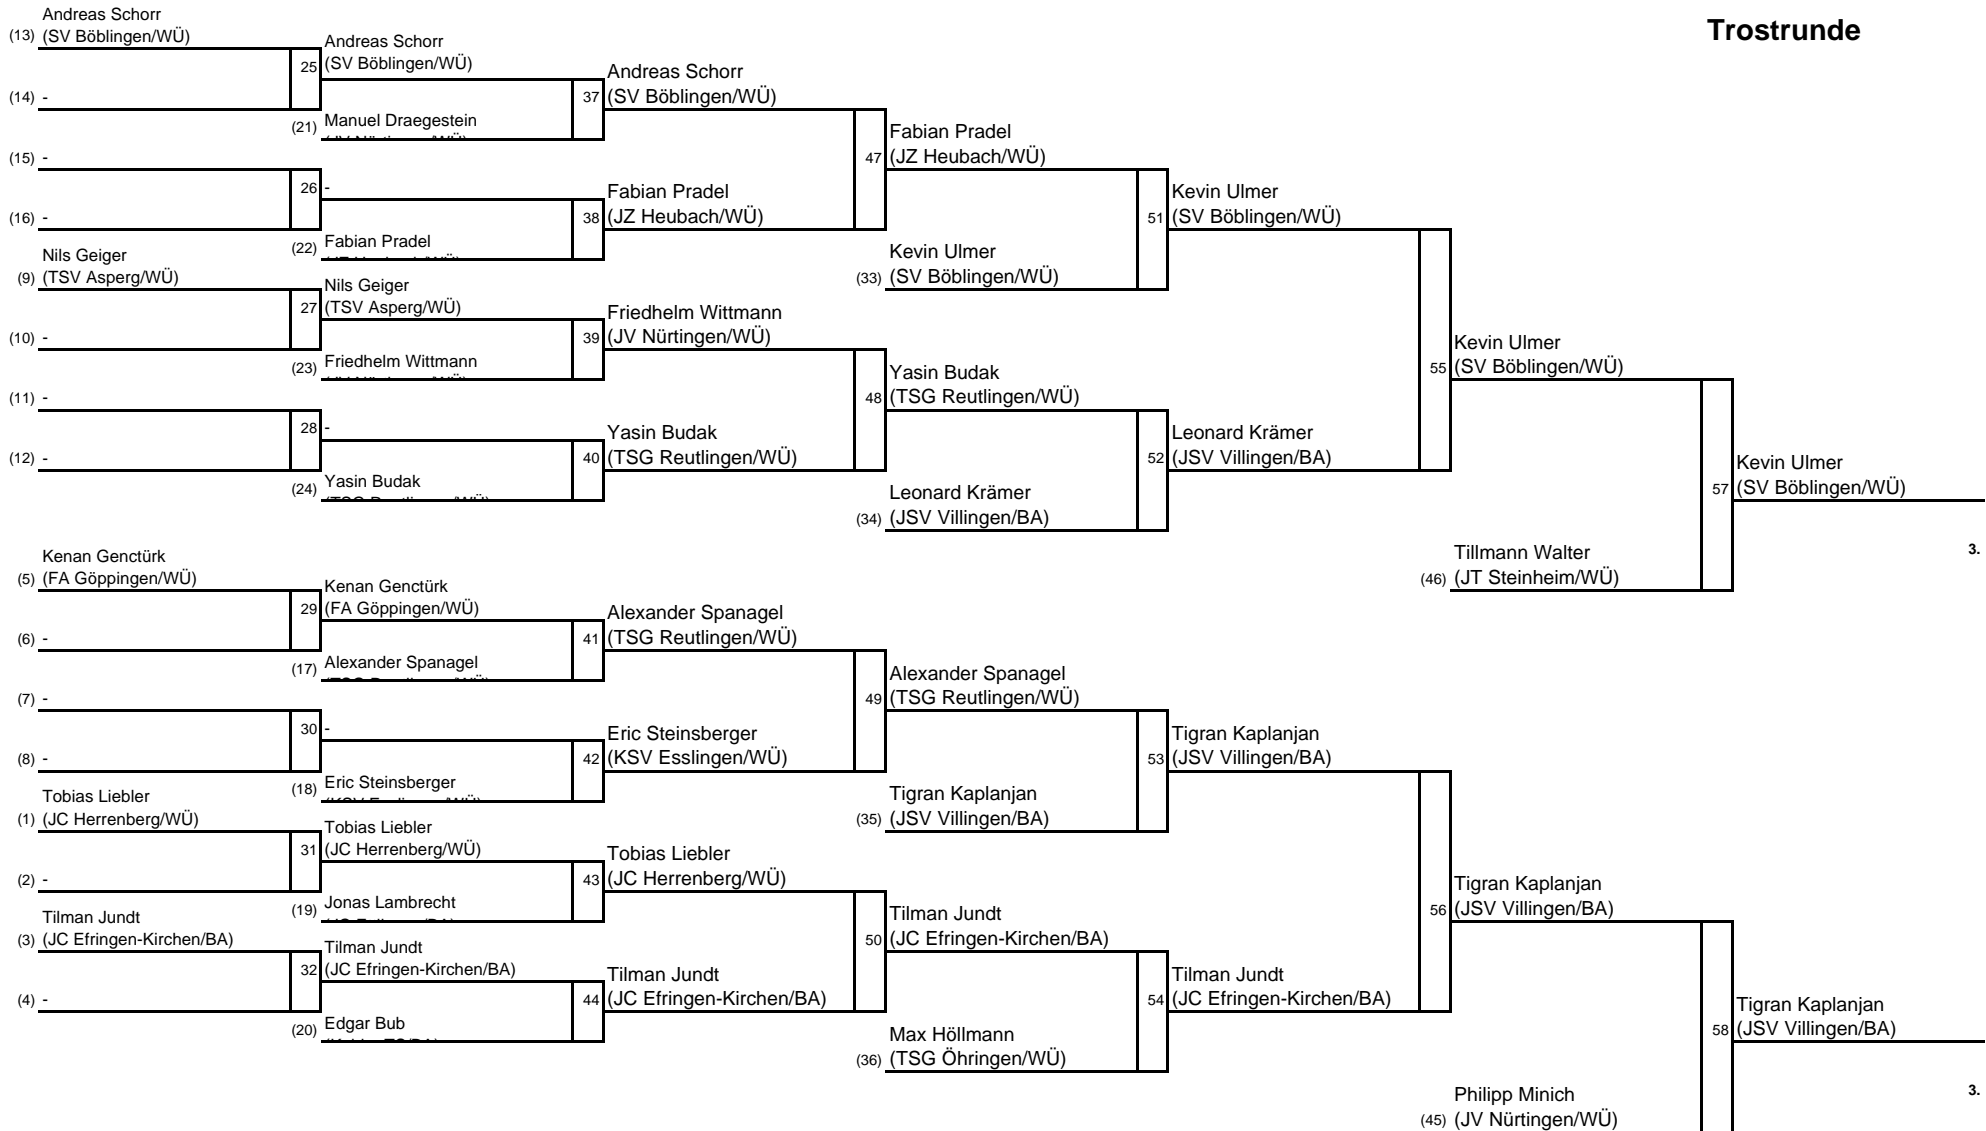 Trostrunde
Andreas Schorr
(13) (SV Böblingen/WÜ)
(14) -
(15) -
(16) -
Nils Geiger
(9) (TSV Asperg/WÜ)
(10) -
(11) -
(12) -
Kenan Genctürk
(5) (FA Göppingen/WÜ)
(6) -
(7) -
(8) -
Tobias Liebler
(1) (JC Herrenberg/WÜ)
(2) -
Tilman Jundt
(3) (JC Efringen-Kirchen/BA)
(4) -
Andreas Schorr
25 (SV Böblingen/WÜ)
(21) Manuel Draegestein
26 -
(22) Fabian Pradel
Nils Geiger
27 (TSV Asperg/WÜ)
(23) Friedhelm Wittmann
28 -
(24) Yasin Budak
Kenan Genctürk
29 (FA Göppingen/WÜ)
(17) Alexander Spanagel
30 -
(18) Eric Steinsberger
Tobias Liebler
31 (JC Herrenberg/WÜ)
(19) Jonas Lambrecht
Tilman Jundt
32 (JC Efringen-Kirchen/BA)
(20) Edgar Bub
Andreas Schorr
37 (SV Böblingen/WÜ)
Fabian Pradel
38 (JZ Heubach/WÜ)
Friedhelm Wittmann
39 (JV Nürtingen/WÜ)
Yasin Budak
40 (TSG Reutlingen/WÜ)
Alexander Spanagel
41 (TSG Reutlingen/WÜ)
Eric Steinsberger
42 (KSV Esslingen/WÜ)
Tobias Liebler
43 (JC Herrenberg/WÜ)
Tilman Jundt
44 (JC Efringen-Kirchen/BA)
Fabian Pradel
47 (JZ Heubach/WÜ)
Kevin Ulmer
(33) (SV Böblingen/WÜ)
Yasin Budak
48 (TSG Reutlingen/WÜ)
Leonard Krämer
(34) (JSV Villingen/BA)
Alexander Spanagel
49 (TSG Reutlingen/WÜ)
Tigran Kaplanjan
(35) (JSV Villingen/BA)
Tilman Jundt
50 (JC Efringen-Kirchen/BA)
Max Höllmann
(36) (TSG Öhringen/WÜ)
Kevin Ulmer
51 (SV Böblingen/WÜ)
Leonard Krämer
52 (JSV Villingen/BA)
Tigran Kaplanjan
53 (JSV Villingen/BA)
Tilman Jundt
54 (JC Efringen-Kirchen/BA)
Kevin Ulmer
55 (SV Böblingen/WÜ)
Tillmann Walter
(46) (JT Steinheim/WÜ)
Tigran Kaplanjan
56 (JSV Villingen/BA)
Philipp Minich
(45) (JV Nürtingen/WÜ)
Kevin Ulmer
57 (SV Böblingen/WÜ)
3.
Tigran Kaplanjan
58 (JSV Villingen/BA)
3.